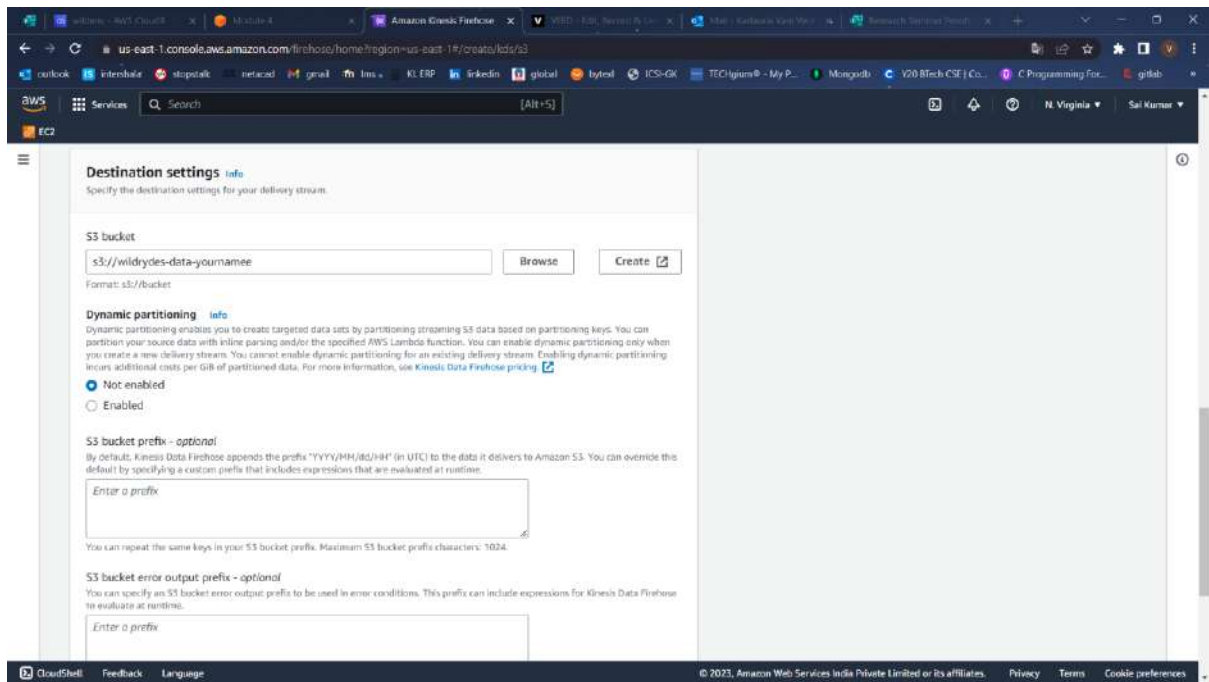 Module 4
Amazon Kinesis Firehose
us-east-1.console.aws.amazon.com/firehose/home?region=us-east-1#/create/kds/s3
outlook
internshala
stopstalk
netacad
gmail
lms
KL ERP
linkedin
global
bytexl
ICSI-GK
TECHgium® - My P...
Mongodb
Y20 BTech CSE | Co...
C Programming For...
gitlab
aws
Services
Search
[Alt+S]
N. Virginia
Sai Kumar
EC2
Destination settings Info
Specify the destination settings for your delivery stream.
S3 bucket
s3://wildrydes-data-yournamee
Browse
Create
Format: s3://bucket
Dynamic partitioning Info
Dynamic partitioning enables you to create targeted data sets by partitioning streaming S3 data based on partitioning keys. You can
partition your source data with inline parsing and/or the specified AWS Lambda function. You can enable dynamic partitioning only when
you create a new delivery stream. You cannot enable dynamic partitioning for an existing delivery stream. Enabling dynamic partitioning
incurs additional costs per GiB of partitioned data. For more information, see Kinesis Data Firehose pricing.
Not enabled
Enabled
S3 bucket prefix - optional
By default, Kinesis Data Firehose appends the prefix "YYYY/MM/dd/HH" (in UTC) to the data it delivers to Amazon S3. You can override this
default by specifying a custom prefix that includes expressions that are evaluated at runtime.
Enter a prefix
You can repeat the same keys in your S3 bucket prefix. Maximum S3 bucket prefix characters: 1024.
S3 bucket error output prefix - optional
You can specify an S3 bucket error output prefix to be used in error conditions. This prefix can include expressions for Kinesis Data Firehose
to evaluate at runtime.
Enter a prefix
CloudShell
Feedback
Language
© 2023, Amazon Web Services India Private Limited or its affiliates.
Privacy
Terms
Cookie preferences